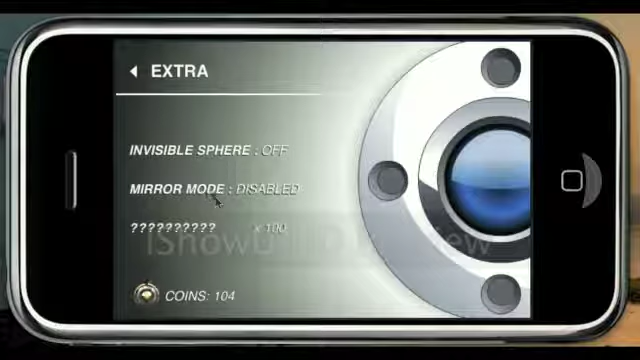 EXTRA
INVISIBLE SPHERE : OFF
MIRROR MODE : DISABLED
?????????? x 100
COINS: 104